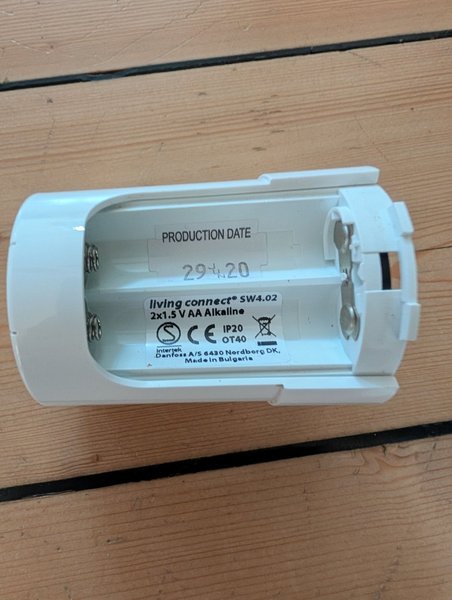 PRODUCTION DATE
29 20
living connect® SW4.02
2x1.5 V AA Alkaline
S CE IP20
OT40
Intertek
Danfoss A/S 6430 Nordborg DK,
Made in Bulgaria